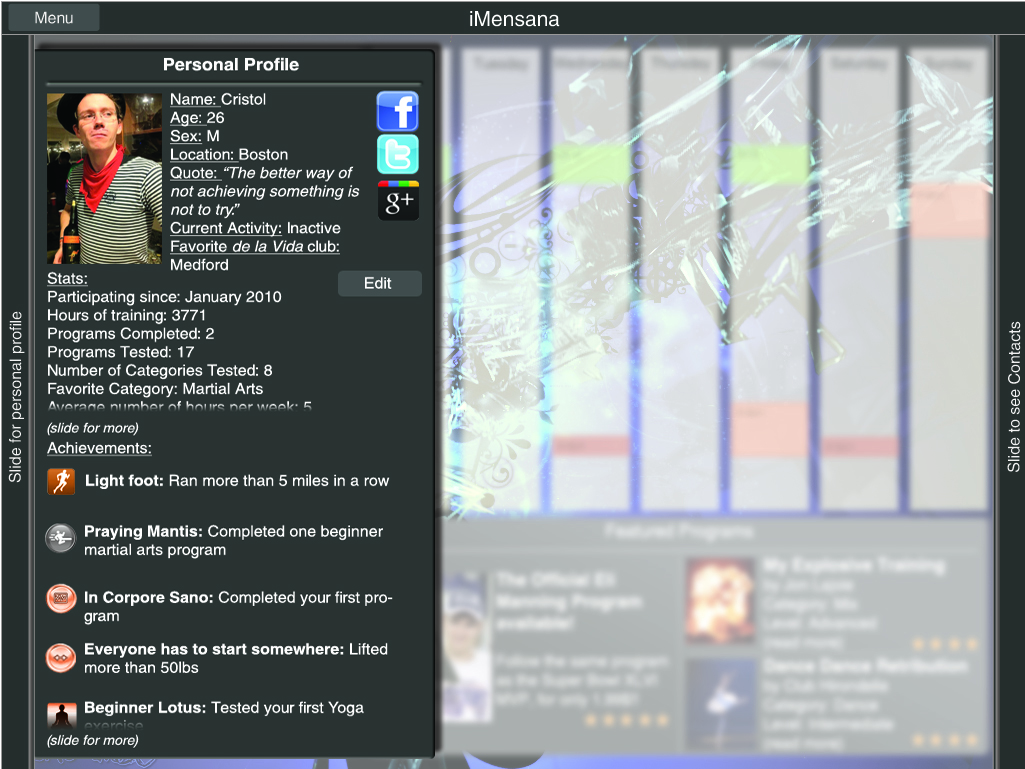 Menu
iMensana
Slide for personal profile
Personal Profile
Name: Cristol
Age: 26
Sex: M
Location: Boston
Quote: “The better way of
not achieving something is
not to try.”
Current Activity: Inactive
Favorite de la Vida club:
Medford
f
t
g+
Edit
Stats:
Participating since: January 2010
Hours of training: 3771
Programs Completed: 2
Programs Tested: 17
Number of Categories Tested: 8
Favorite Category: Martial Arts
Average number of hours per week: 5
(slide for more)
Achievements:
Light foot: Ran more than 5 miles in a row
Praying Mantis: Completed one beginner
martial arts program
In Corpore Sano: Completed your first pro-
gram
Everyone has to start somewhere: Lifted
more than 50lbs
Beginner Lotus: Tested your first Yoga
exercise
(slide for more)
Tuesday
Wednesday
Thursday
Saturday
Sunday
Featured Programs
The Official Eli
Manning Program
available!
Follow the same program
as the Super Bowl XLVI
MVP, for only
My Explosive Training
by Jon Lajoie
Category: Mix
Level: Advanced
(read more)
Dance Dance Retribution
by Club Hirondelle
Category: Dance
Level: Intermediate
(read more)
Slide to see Contacts